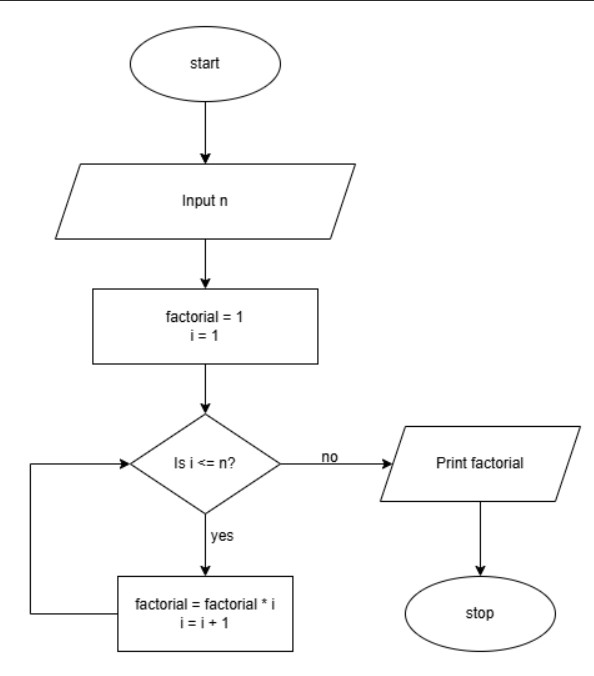 start
Input n
factorial = 1
i = 1
Is i <= n?
no
Print factorial
yes
factorial = factorial * i
i = i + 1
stop